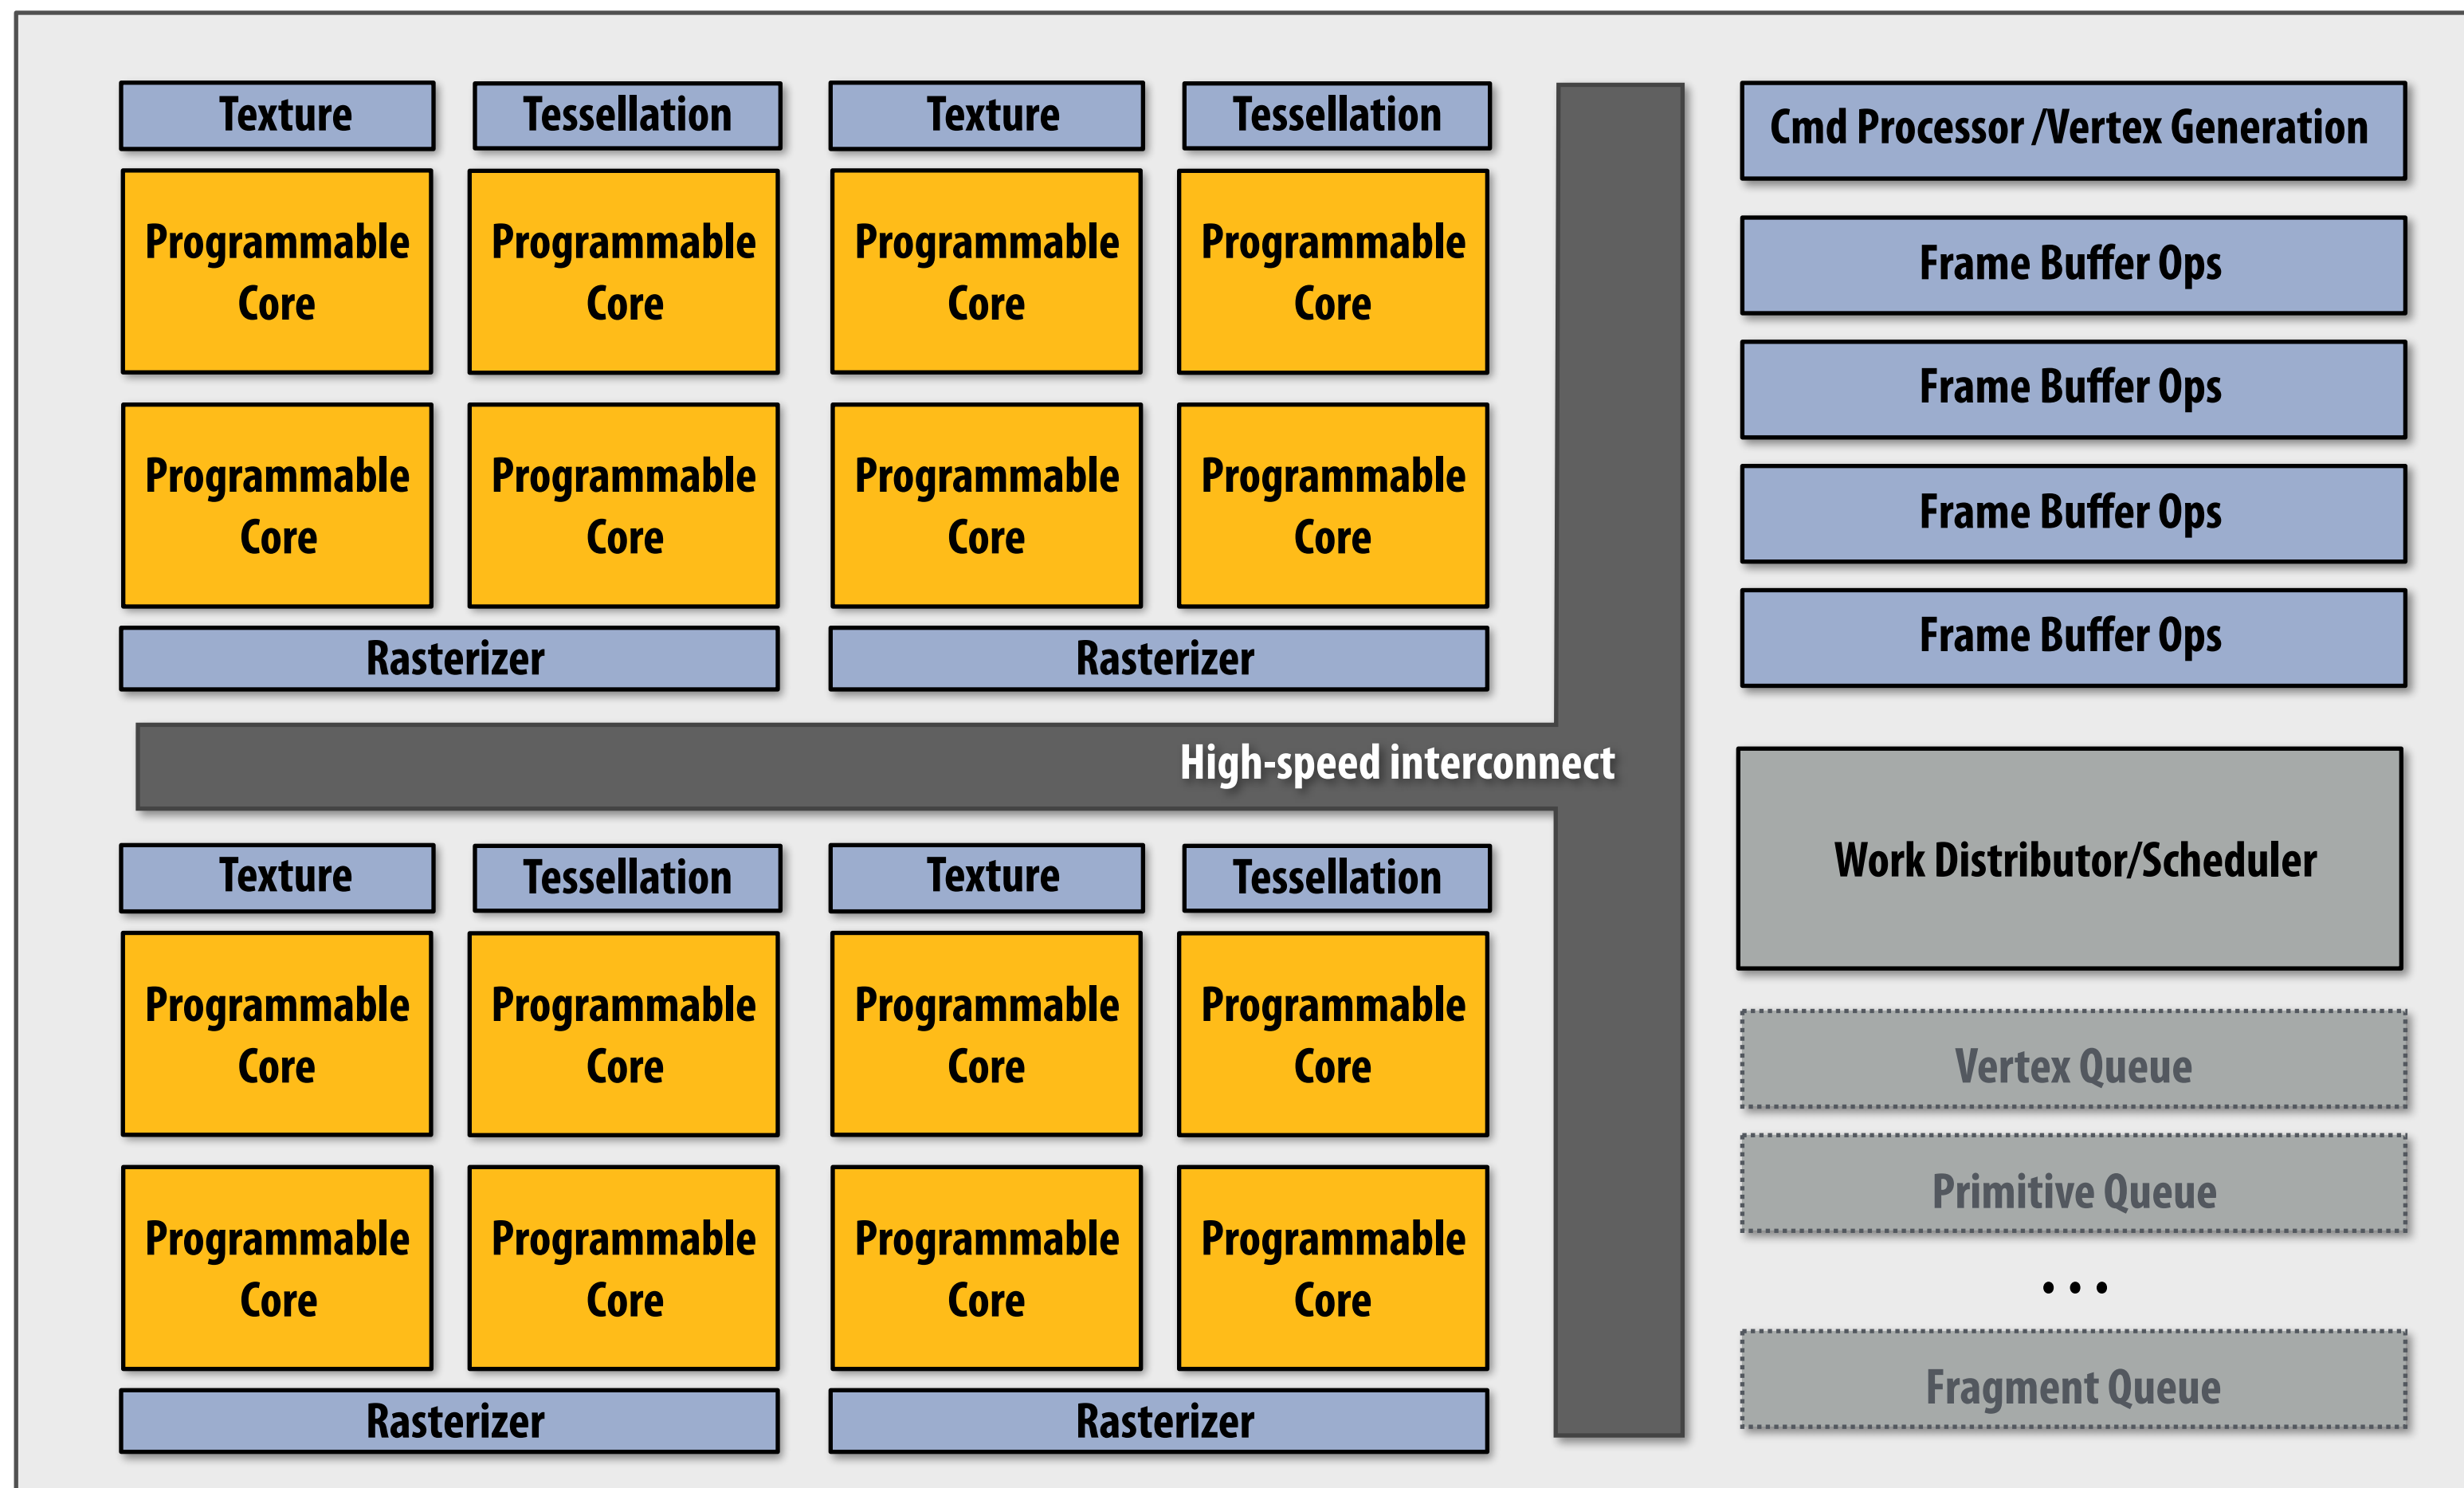 Texture
Tessellation
Texture
Tessellation
Programmable
Core
Programmable
Core
Programmable
Core
Programmable
Core
Programmable
Core
Programmable
Core
Programmable
Core
Programmable
Core
Rasterizer
Rasterizer
High-speed interconnect
Texture
Tessellation
Texture
Tessellation
Programmable
Core
Programmable
Core
Programmable
Core
Programmable
Core
Programmable
Core
Programmable
Core
Programmable
Core
Programmable
Core
Rasterizer
Rasterizer
Cmd Processor /Vertex Generation
Frame Buffer Ops
Frame Buffer Ops
Frame Buffer Ops
Frame Buffer Ops
Work Distributor/Scheduler
Vertex Queue
Primitive Queue
. . .
Fragment Queue